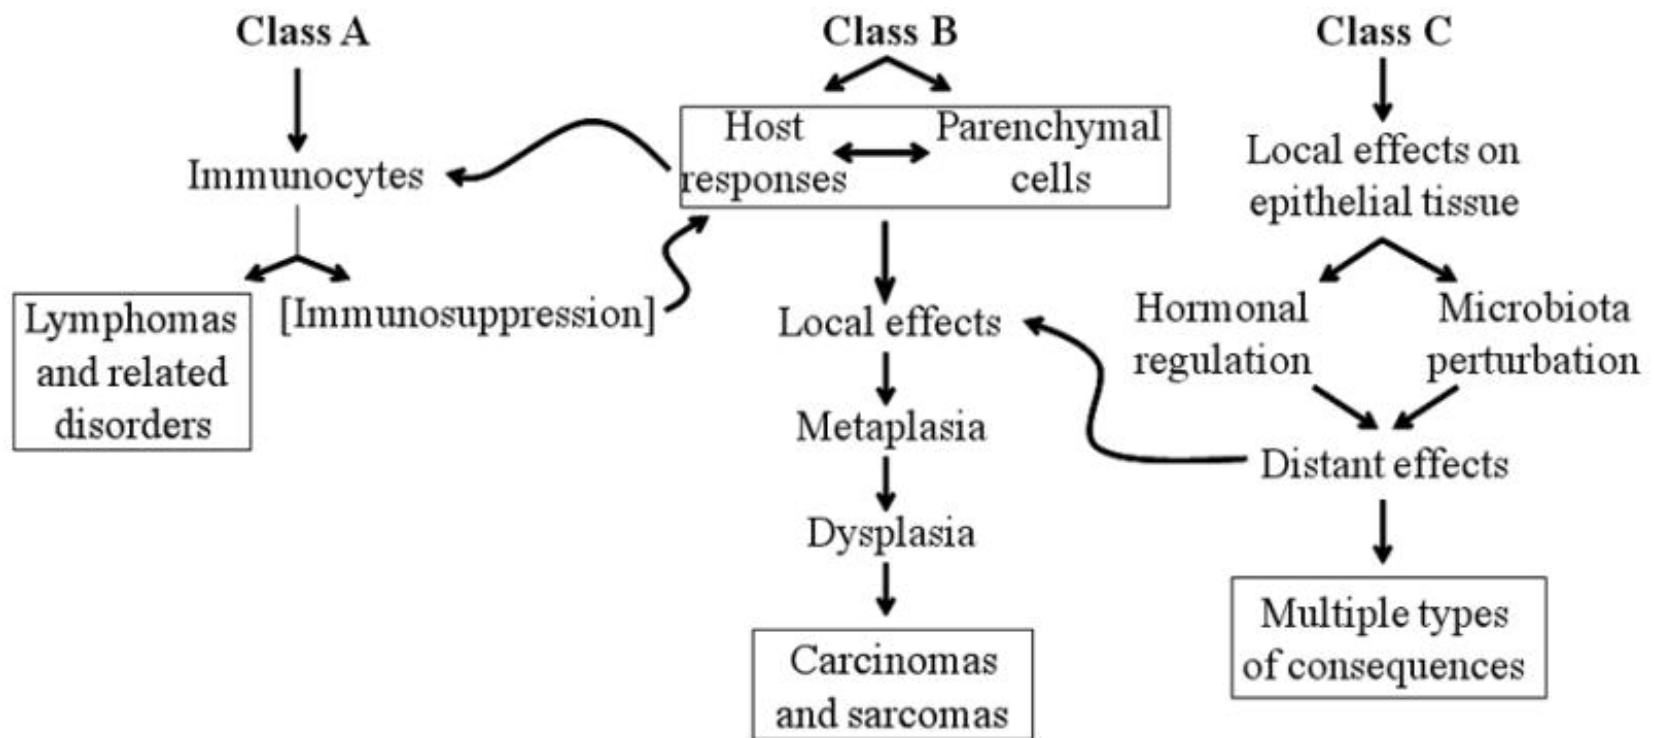 Class A
Immunocytes
Lymphomas
and related
disorders
[Immunosuppression]
Class B
Host
responses
Parenchymal
cells
Local effects
Metaplasia
Dysplasia
Carcinomas
and sarcomas
Class C
Local effects on
epithelial tissue
Hormonal
regulation
Microbiota
perturbation
Distant effects
Multiple types
of consequences